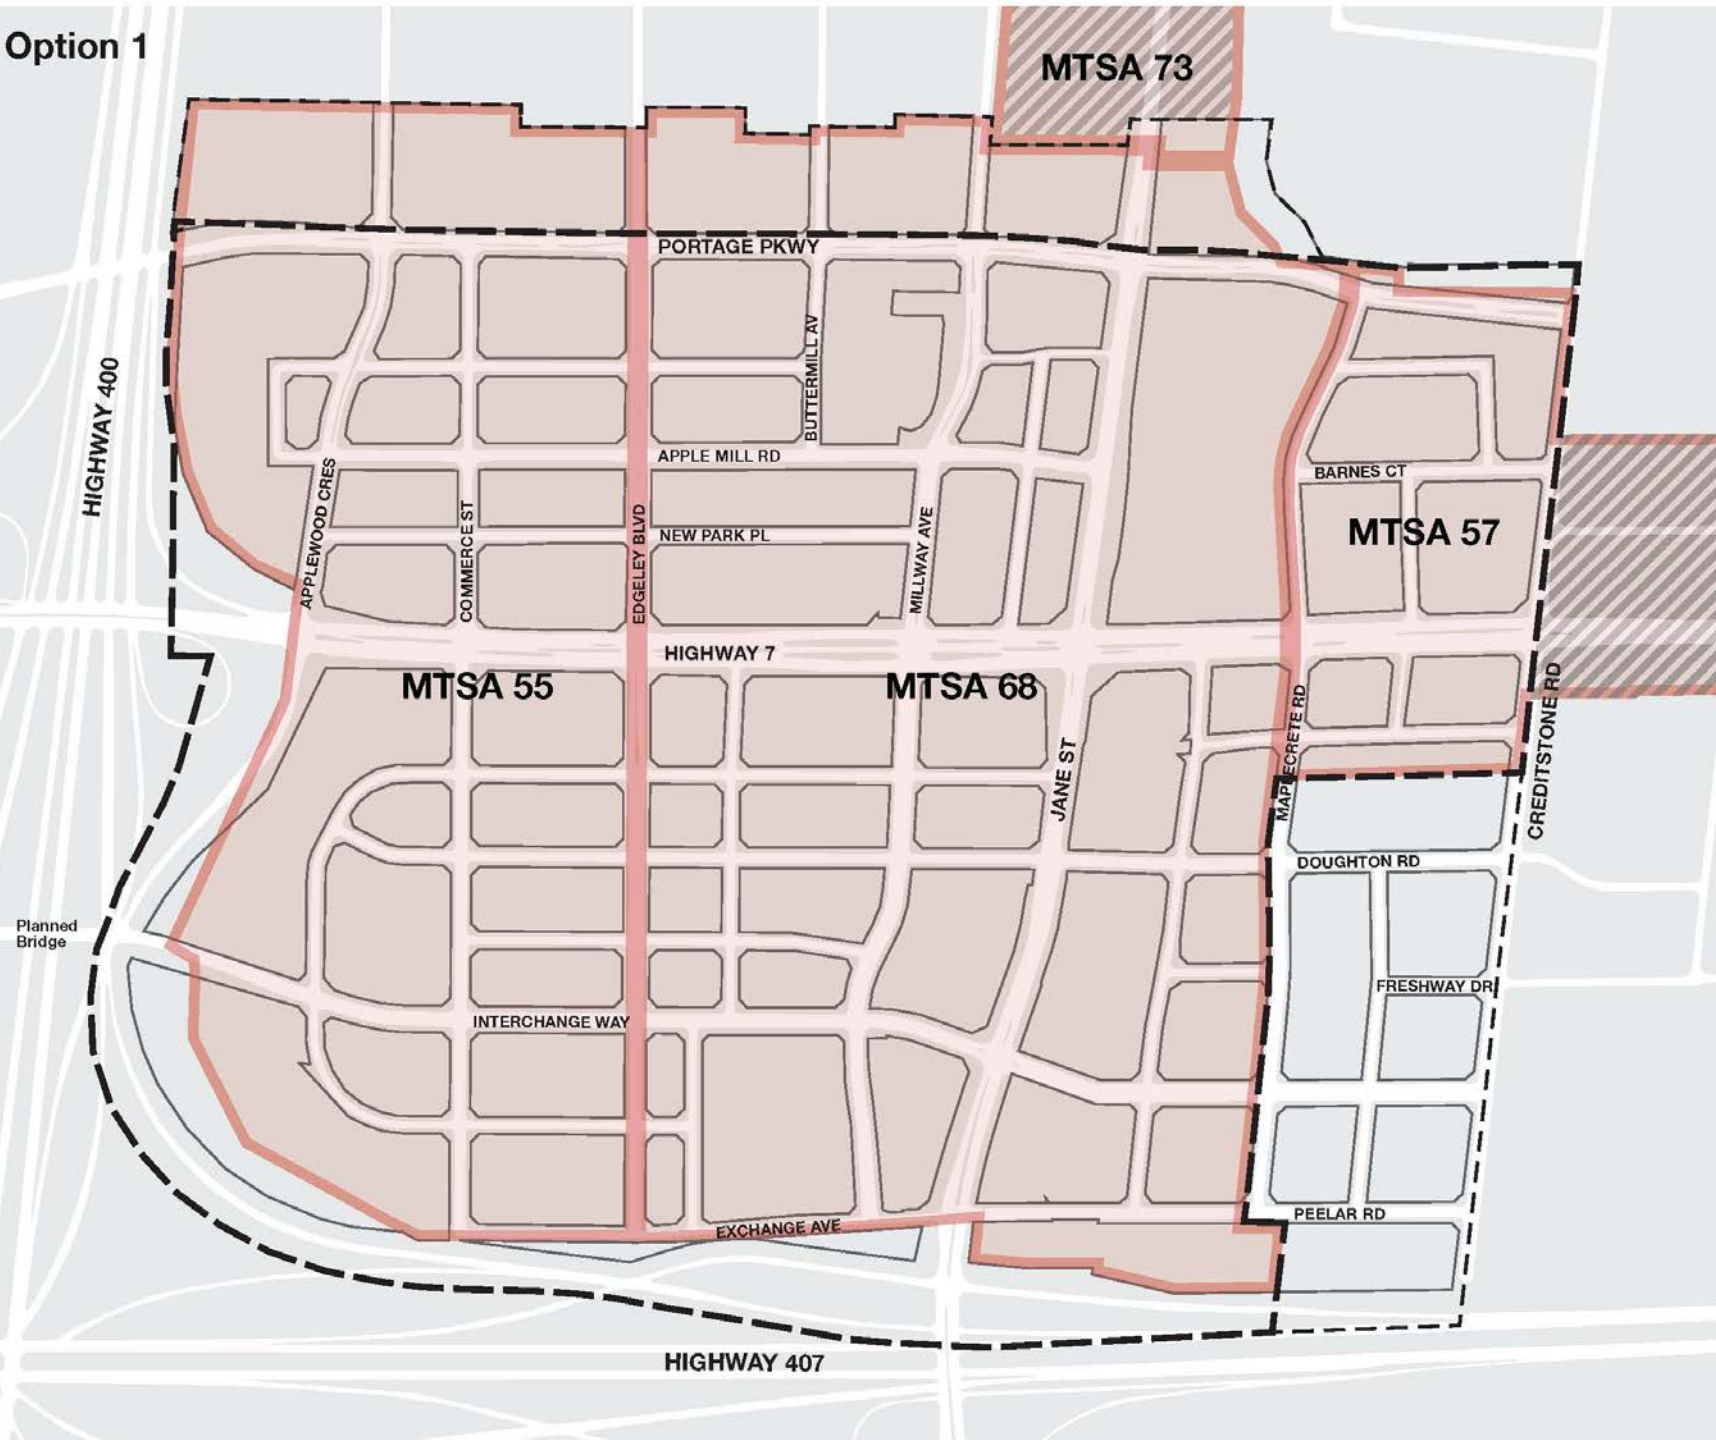 Option 1
MTSA 73
PORTAGE PKWY
BUTTERMILL AV
HIGHWAY 400
APPLE MILL RD
BARNES CT
APPLEWOOD CRES
COMMERCE ST
EDGELEY BLVD
NEW PARK PL
MILLWAY AVE
MTSA 57
HIGHWAY 7
MTSA 55
MTSA 68
MAPLECRETE RD
CREDITSTONE RD
JANE ST
DOUGHTON RD
Planned
Bridge
FRESHWAY DR
INTERCHANGE WAY
PEELAR RD
EXCHANGE AVE
HIGHWAY 407